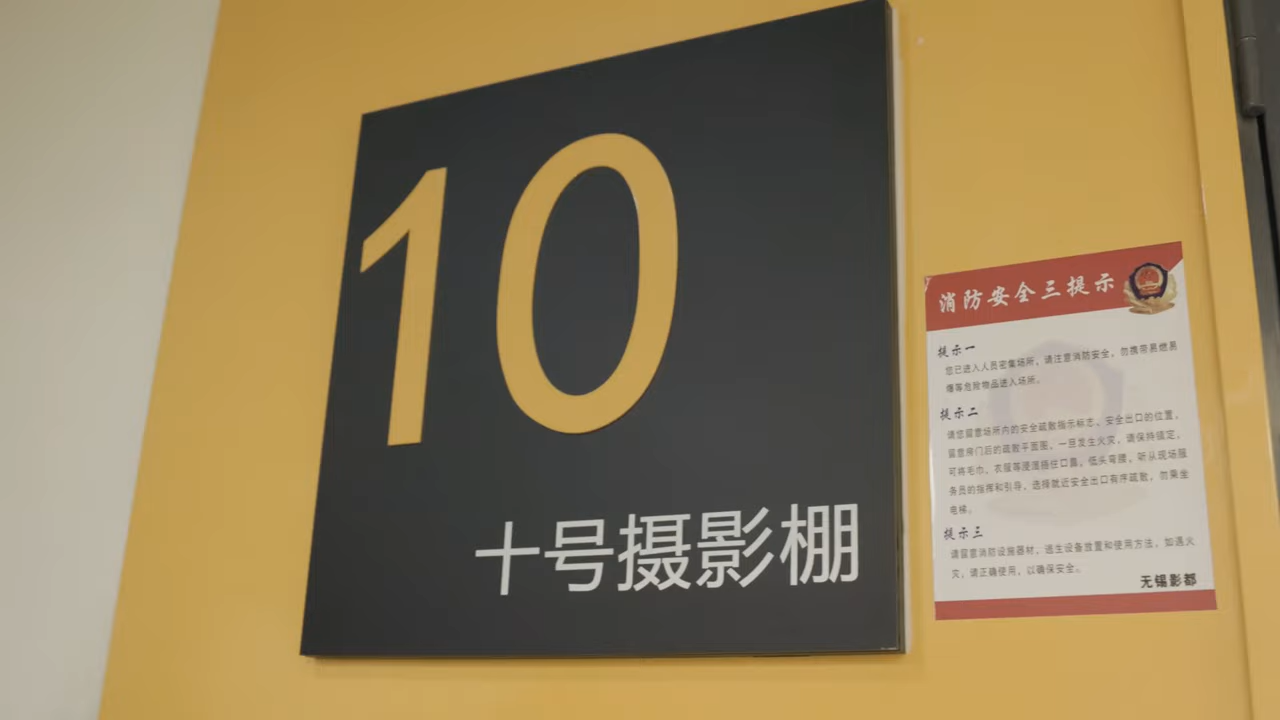 10
十号摄影棚
消防安全三提示
提示一
您已进入人员密集场所，请注意消防安全，勿携带易燃易
爆等危险物品进入场所。
提示二
请您留意场所内的安全疏散指示标志、安全出口的位置，
留意房门后的疏散平面图，一旦发生火灾，请保持镇定，
可将毛巾、衣服等浸湿捂住口鼻，低头弯腰，听从现场服
务员的指挥和引导，选择就近安全出口有序疏散，勿乘坐
电梯。
提示三
请留意消防设施器材、逃生设备放置和使用方法，如遇火
灾，请正确使用，以确保安全。
无锡影都